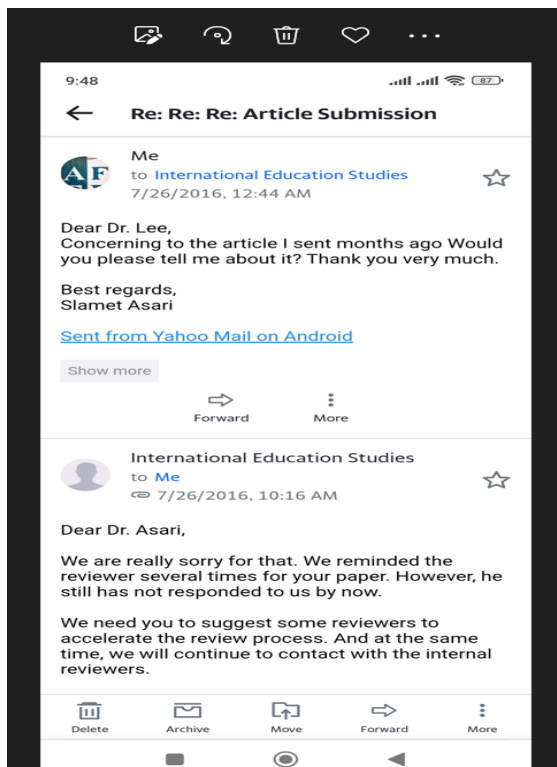 9:48
87
Re: Re: Re: Article Submission
AF
Me
to International Education Studies
7/26/2016, 12:44 AM
Dear Dr. Lee,
Concerning to the article I sent months ago Would
you please tell me about it? Thank you very much.
Best regards,
Slamet Asari
Sent from Yahoo Mail on Android
Show more
Forward
More
International Education Studies
to Me
7/26/2016, 10:16 AM
Dear Dr. Asari,
We are really sorry for that. We reminded the
reviewer several times for your paper. However, he
still has not responded to us by now.
We need you to suggest some reviewers to
accelerate the review process. And at the same
time, we will continue to contact with the internal
reviewers.
Delete
Archive
Move
Forward
More